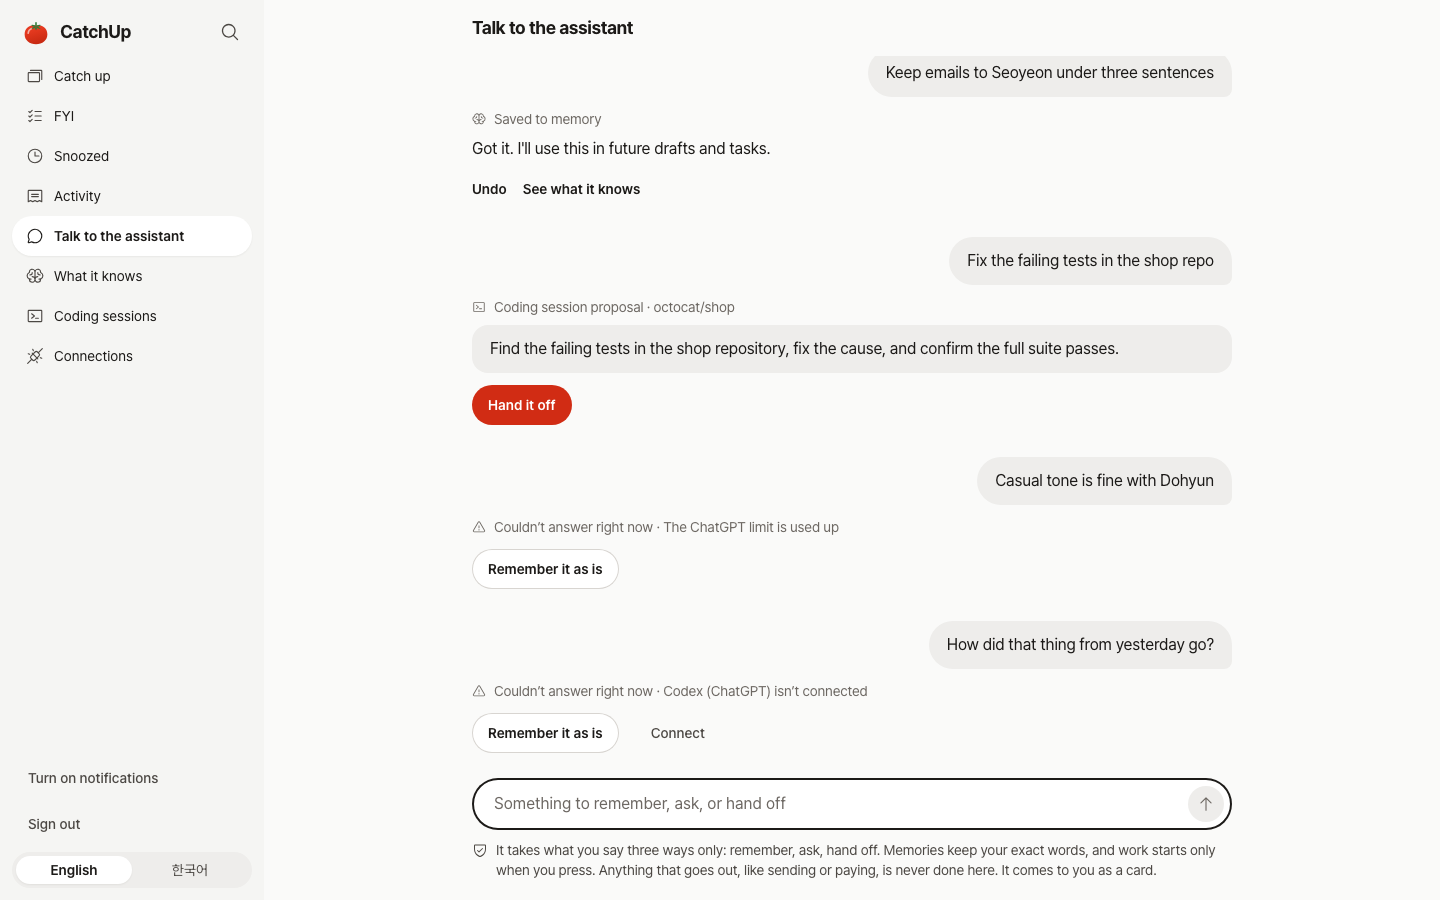 CatchUp
Catch up
FYI
Snoozed
Activity
Talk to the assistant
What it knows
Coding sessions
Connections
Turn on notifications
Sign out
English
한국어
Talk to the assistant
Keep emails to Seoyeon under three sentences
Saved to memory
Got it. I'll use this in future drafts and tasks.
Undo
See what it knows
Fix the failing tests in the shop repo
Coding session proposal · octocat/shop
Find the failing tests in the shop repository, fix the cause, and confirm the full suite passes.
Hand it off
Casual tone is fine with Dohyun
Couldn’t answer right now · The ChatGPT limit is used up
Remember it as is
How did that thing from yesterday go?
Couldn’t answer right now · Codex (ChatGPT) isn’t connected
Remember it as is
Connect
Something to remember, ask, or hand off
It takes what you say three ways only: remember, ask, hand off. Memories keep your exact words, and work starts only
when you press. Anything that goes out, like sending or paying, is never done here. It comes to you as a card.